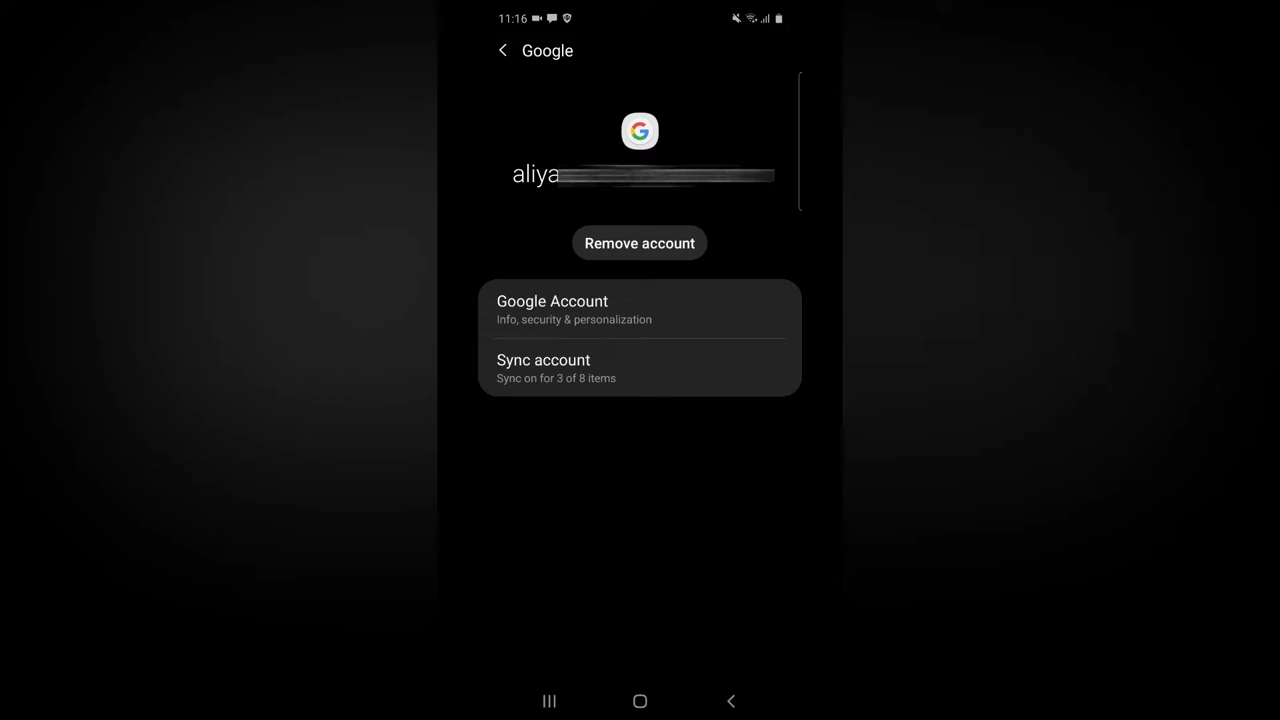 11:16
Google
aliya
Remove account
Google Account
Info, security & personalization
Sync account
Sync on for 3 of 8 items